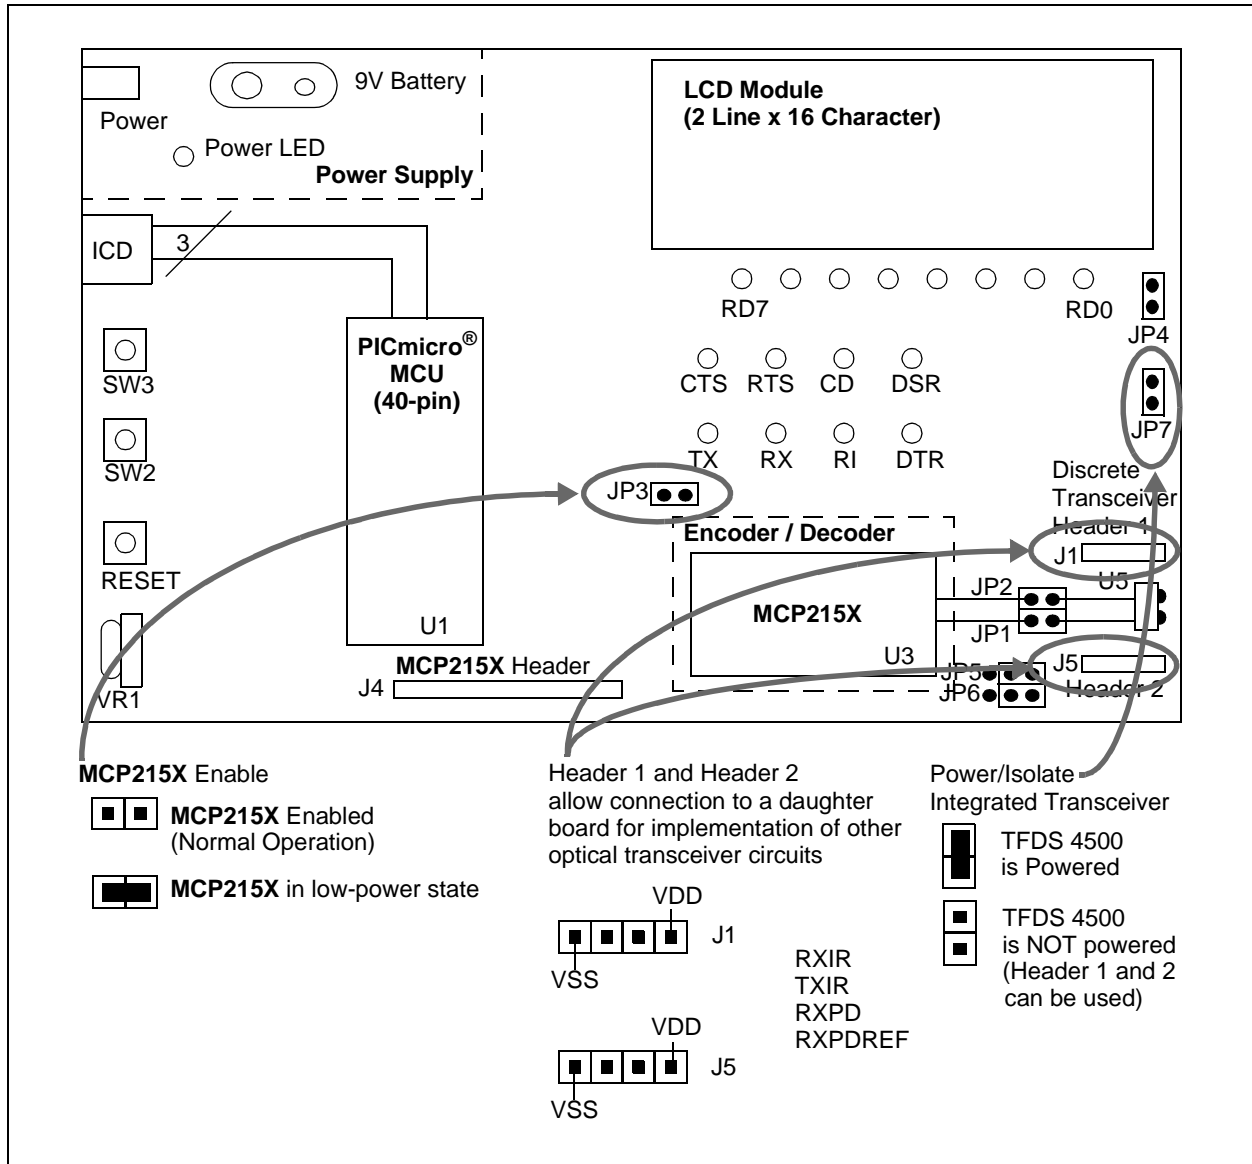 9V Battery
Power
Power LED
Power Supply
LCD Module
(2 Line x 16 Character)
ICD
3
RD7
RD0
JP4
PICmicro®
MCU
(40-pin)
SW3
CTS RTS CD DSR
JP7
SW2
TX RX RI DTR
JP3
Discrete
Transceiver
Header 1
Encoder / Decoder
RESET
J1
U5
JP2
MCP215X
JP1
U1
U3
MCP215X Header
J4
J5
JP5
JP6
Header 2
VR1
MCP215X Enable
MCP215X Enabled
(Normal Operation)
MCP215X in low-power state
Header 1 and Header 2
allow connection to a daughter
board for implementation of other
optical transceiver circuits
VDD
J1
VSS
VDD
J5
VSS
RXIR
TXIR
RXPD
RXPDREF
Power/Isolate
Integrated Transceiver
TFDS 4500
is Powered
TFDS 4500
is NOT powered
(Header 1 and 2
can be used)